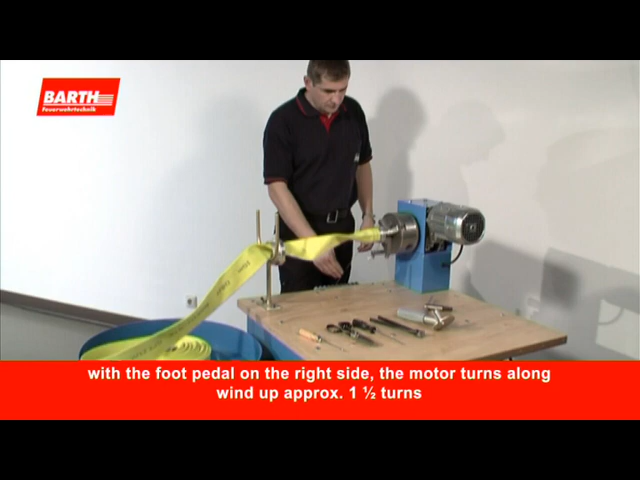 BARTH
Feuerwehrtechnik
with the foot pedal on the right side, the motor turns along
wind up approx. 1 ½ turns